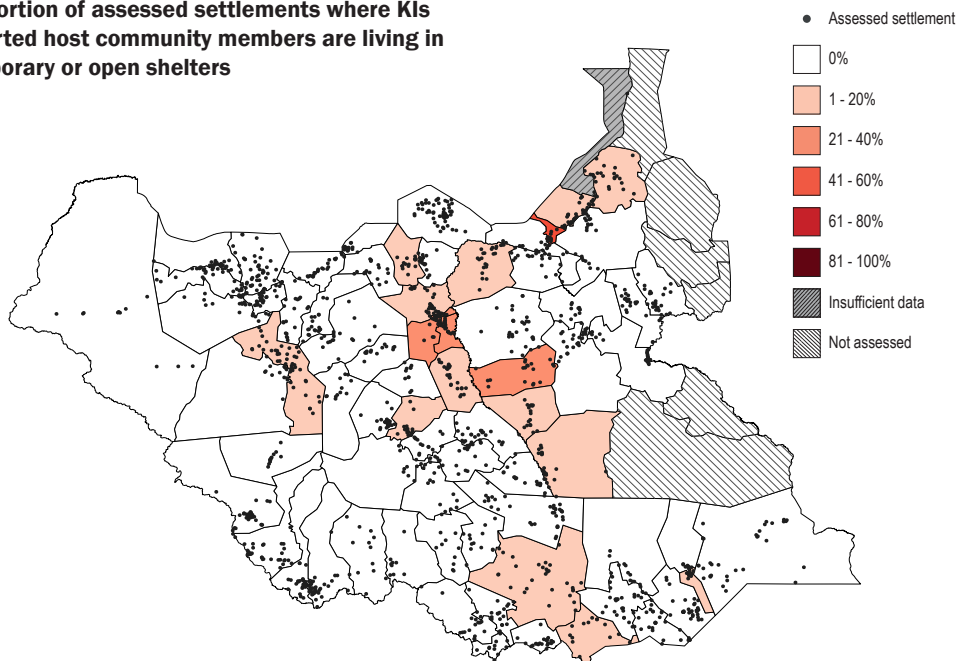 ortion of assessed settlements where KIs
rted host community members are living in
porary or open shelters
Assessed settlement
0%
1 - 20%
21 - 40%
41 - 60%
61 - 80%
81 - 100%
Insufficient data
Not assessed